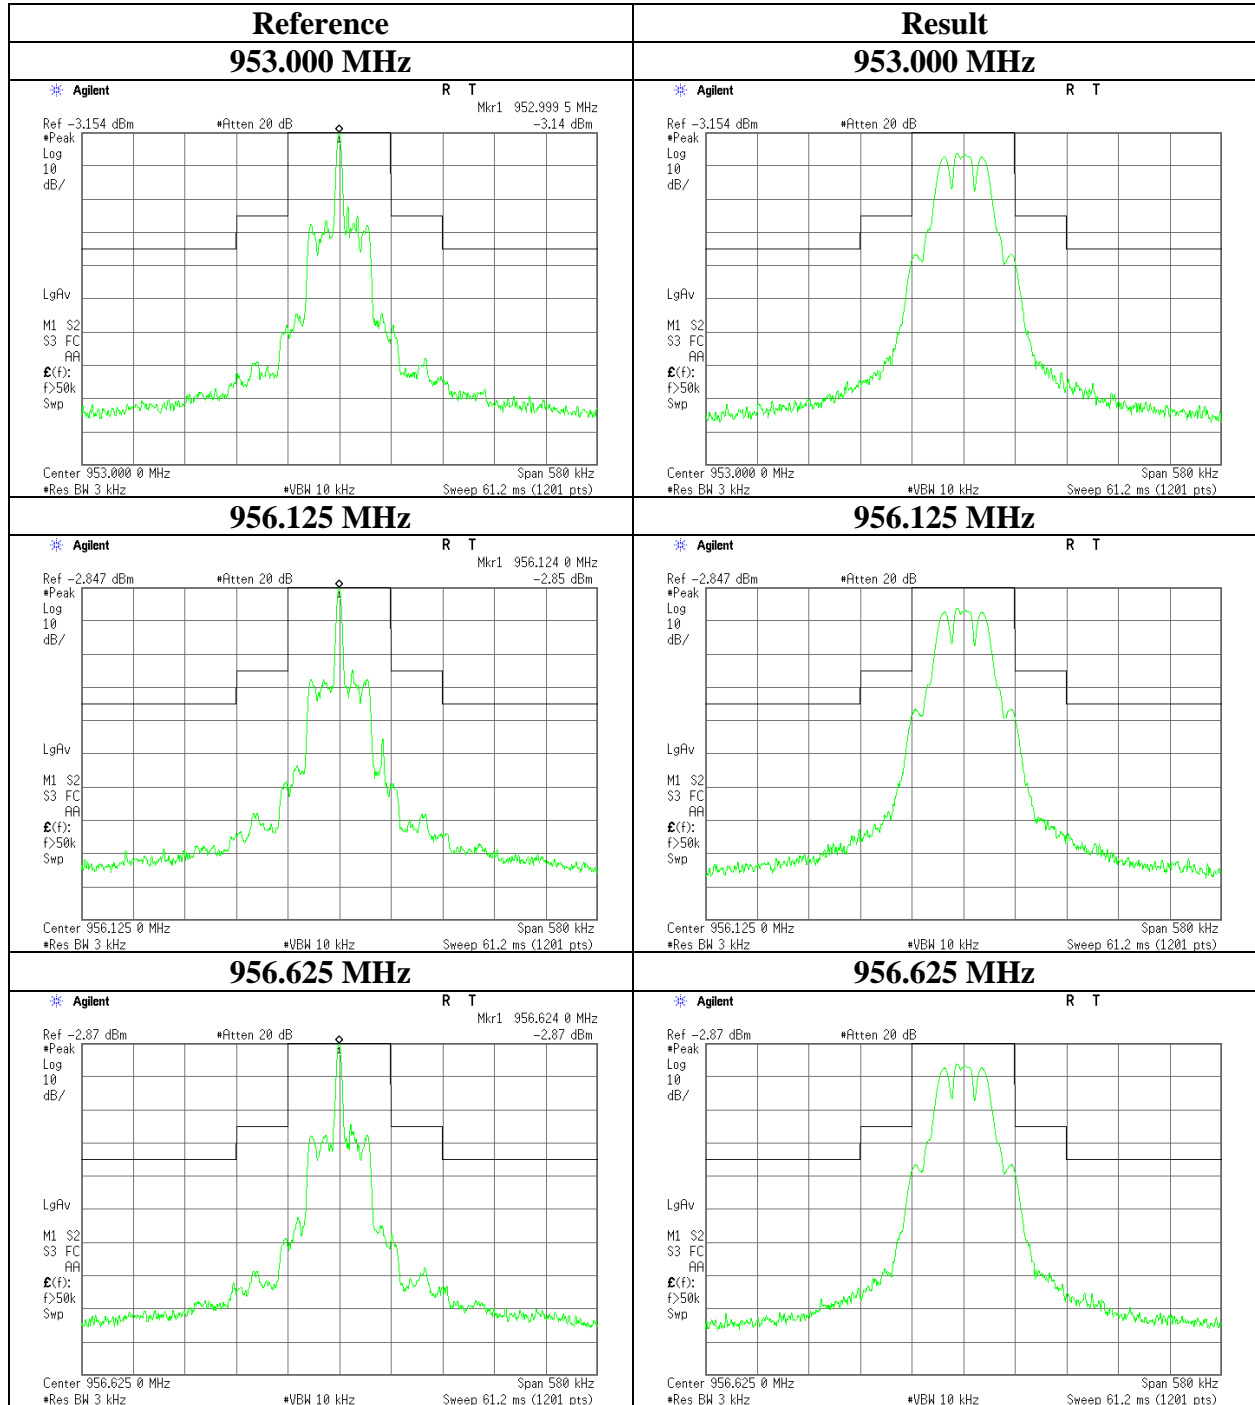 Reference Result
953.000 MHz 953.000 MHz
Agilent R T
Mkr1 952.999 5 MHz
Ref -3.154 dBm #Atten 20 dB -3.14 dBm
#Peak
Log
10
dB/
1
LgAv
M1 S2
S3 FC
AA
£(f):
f>50k
Swp
Center 953.000 0 MHz Span 580 kHz
#Res BW 3 kHz #VBW 10 kHz Sweep 61.2 ms (1201 pts)
Agilent R T
Ref -3.154 dBm #Atten 20 dB
#Peak
Log
10
dB/
LgAv
M1 S2
S3 FC
AA
£(f):
f>50k
Swp
Center 953.000 0 MHz Span 580 kHz
#Res BW 3 kHz #VBW 10 kHz Sweep 61.2 ms (1201 pts)
956.125 MHz 956.125 MHz
Agilent R T
Mkr1 956.124 0 MHz
Ref -2.847 dBm #Atten 20 dB -2.85 dBm
#Peak
Log
10
dB/
1
LgAv
M1 S2
S3 FC
AA
£(f):
f>50k
Swp
Center 956.125 0 MHz Span 580 kHz
#Res BW 3 kHz #VBW 10 kHz Sweep 61.2 ms (1201 pts)
Agilent R T
Ref -2.847 dBm #Atten 20 dB
#Peak
Log
10
dB/
LgAv
M1 S2
S3 FC
AA
£(f):
f>50k
Swp
Center 956.125 0 MHz Span 580 kHz
#Res BW 3 kHz #VBW 10 kHz Sweep 61.2 ms (1201 pts)
956.625 MHz 956.625 MHz
Agilent R T
Mkr1 956.624 0 MHz
Ref -2.87 dBm #Atten 20 dB -2.87 dBm
#Peak
Log
10
dB/
1
LgAv
M1 S2
S3 FC
AA
£(f):
f>50k
Swp
Center 956.625 0 MHz Span 580 kHz
#Res BW 3 kHz #VBW 10 kHz Sweep 61.2 ms (1201 pts)
Agilent R T
Ref -2.87 dBm #Atten 20 dB
#Peak
Log
10
dB/
LgAv
M1 S2
S3 FC
AA
£(f):
f>50k
Swp
Center 956.625 0 MHz Span 580 kHz
#Res BW 3 kHz #VBW 10 kHz Sweep 61.2 ms (1201 pts)